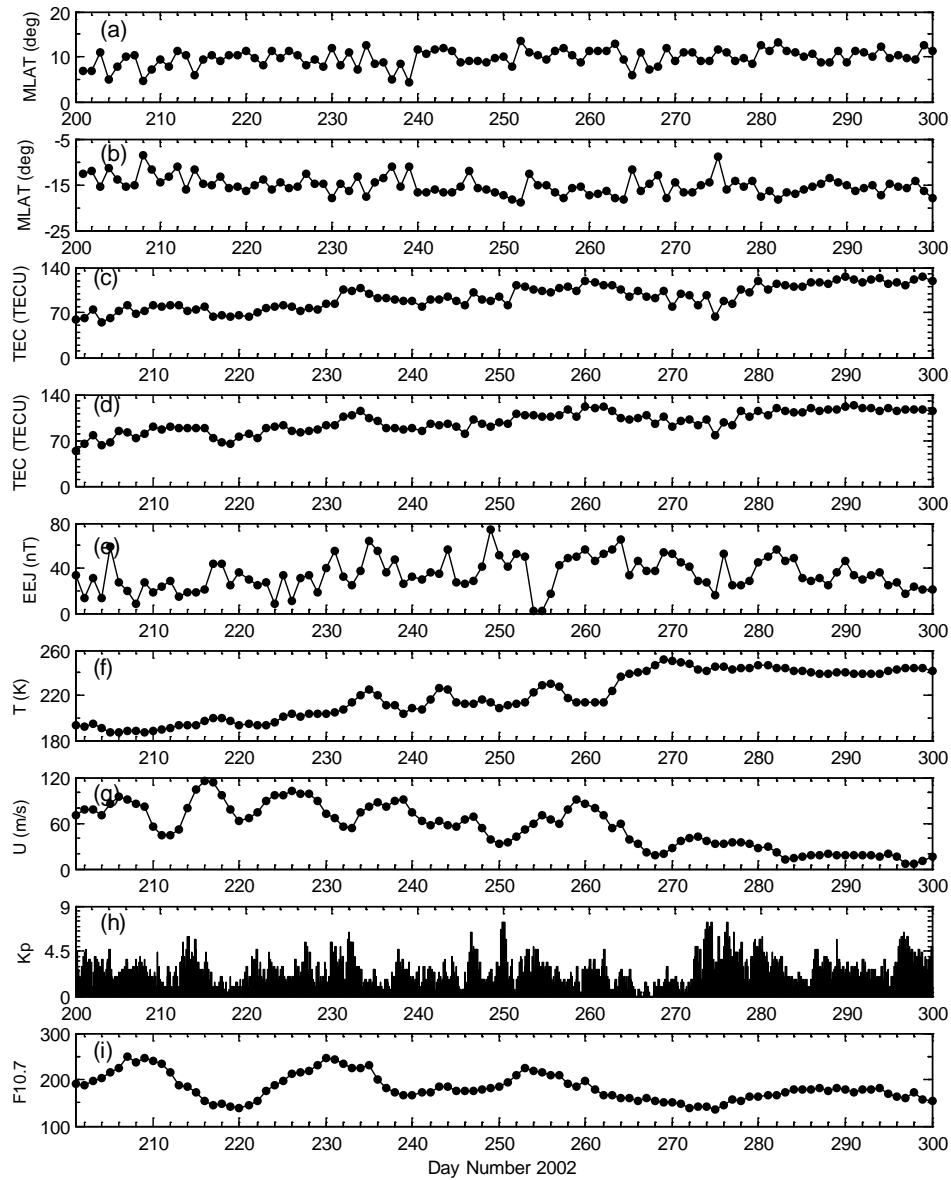 20
(a)
10
MLAT (deg)
0
200 210 220 230 240 250 260 270 280 290 300
-5
(b)
-15
MLAT (deg)
-25
200 210 220 230 240 250 260 270 280 290 300
140
(c)
70
TEC (TECU)
0
210 220 230 240 250 260 270 280 290 300
140
(d)
70
TEC (TECU)
0
210 220 230 240 250 260 270 280 290 300
80
(e)
40
EEJ (nT)
0
210 220 230 240 250 260 270 280 290 300
260
(f)
220
T (K)
180
210 220 230 240 250 260 270 280 290 300
120
(g)
60
U (m/s)
0
210 220 230 240 250 260 270 280 290 300
9
(h)
4.5
Kp
0
200 210 220 230 240 250 260 270 280 290 300
300
(i)
200
F10.7
100
210 220 230 240 250 260 270 280 290 300
Day Number 2002